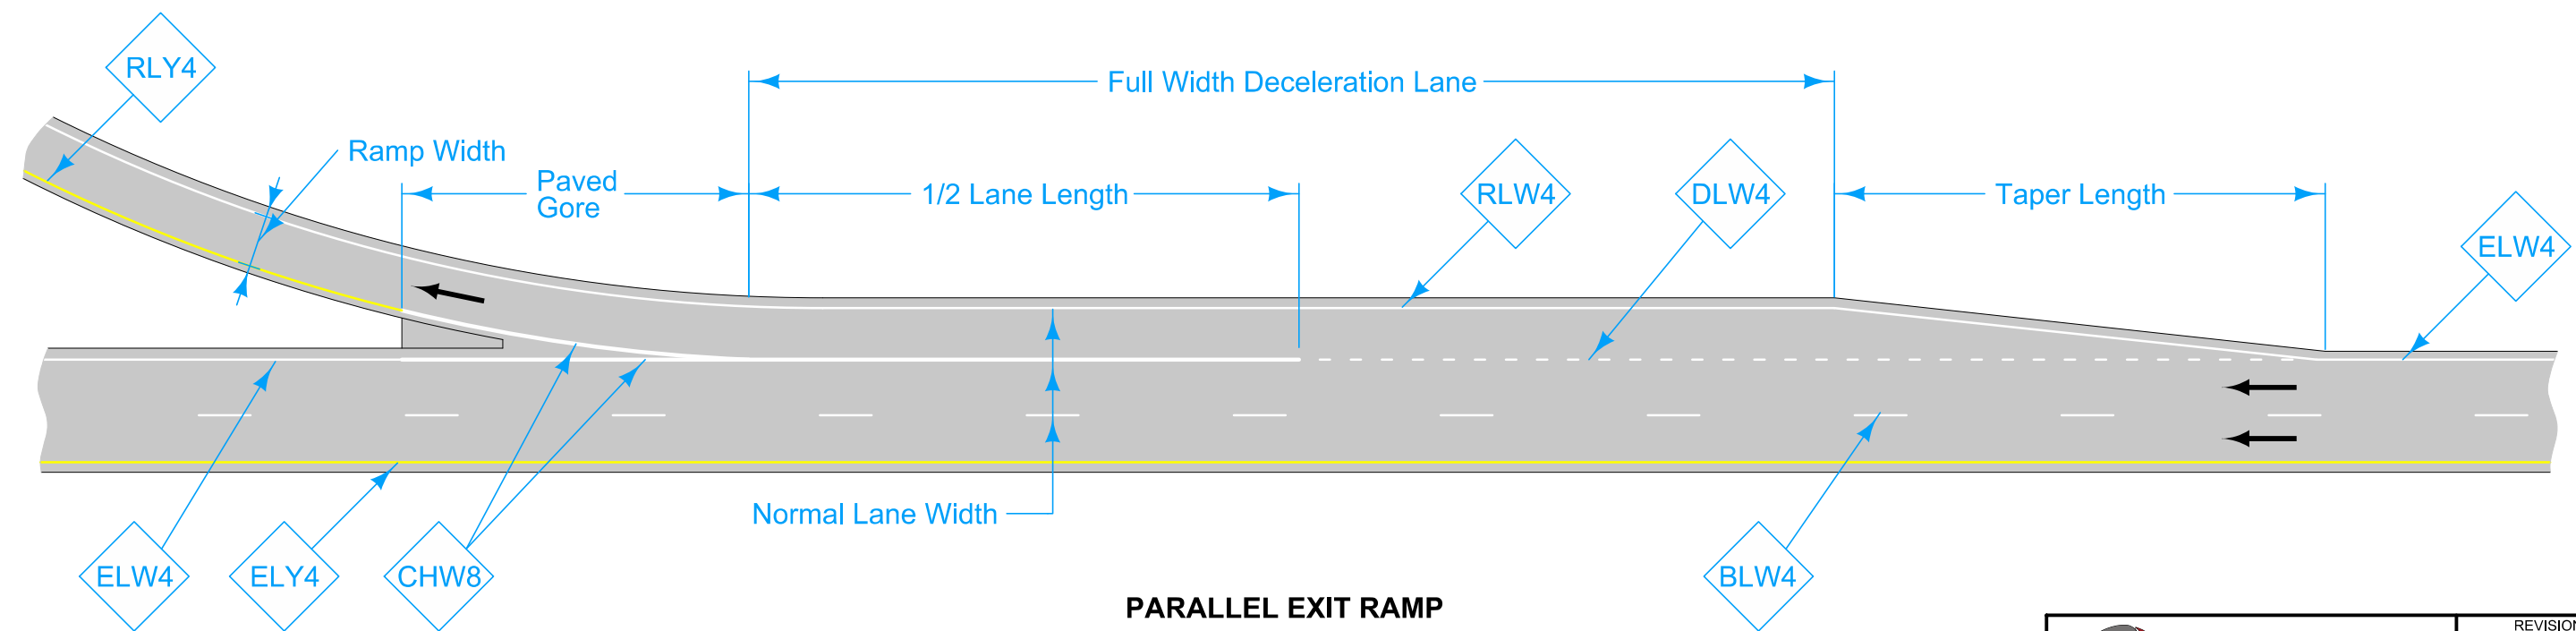 RLY4
Full Width Deceleration Lane
Ramp Width
Paved
Gore
1/2 Lane Length
RLW4
DLW4
Taper Length
ELW4
Normal Lane Width
ELW4
ELY4
CHW8
BLW4
PARALLEL EXIT RAMP
REVISION